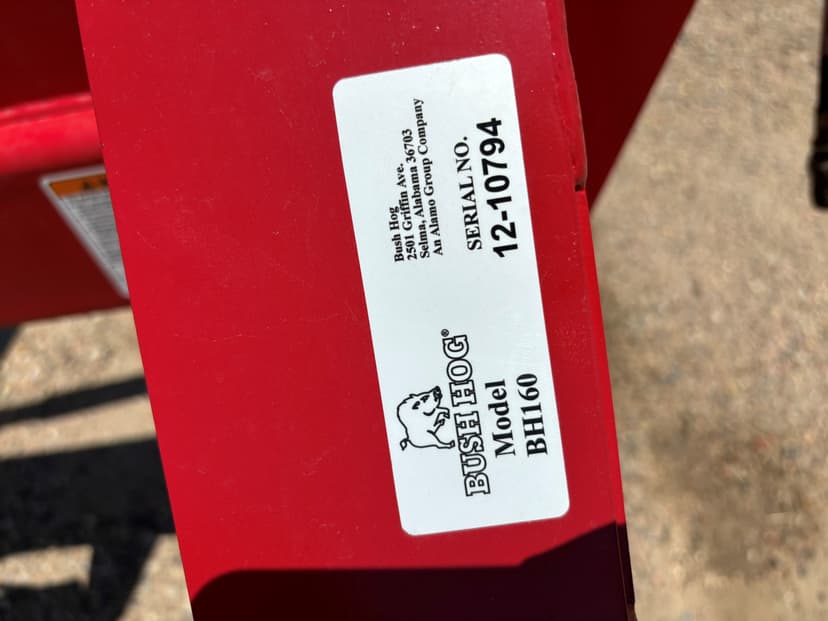 BUSH HOG®
Model
BH160
Bush Hog
2501 Griffin Ave.
Selma, Alabama 36703
An Alamo Group Company
SERIAL NO.
12-10794